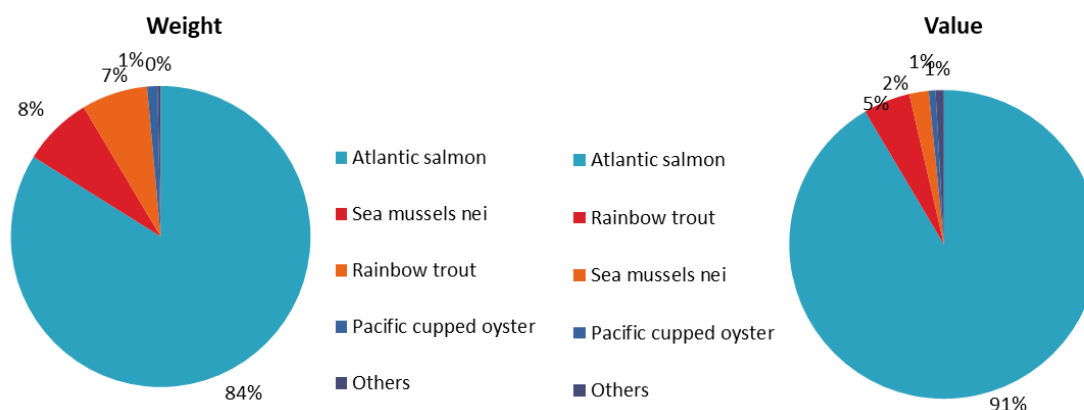 Weight
1%
0%
7%
8%
84%
Atlantic salmon
Sea mussels nei
Rainbow trout
Pacific cupped oyster
Others
Value
1%
1%
2%
5%
91%
Atlantic salmon
Rainbow trout
Sea mussels nei
Pacific cupped oyster
Others